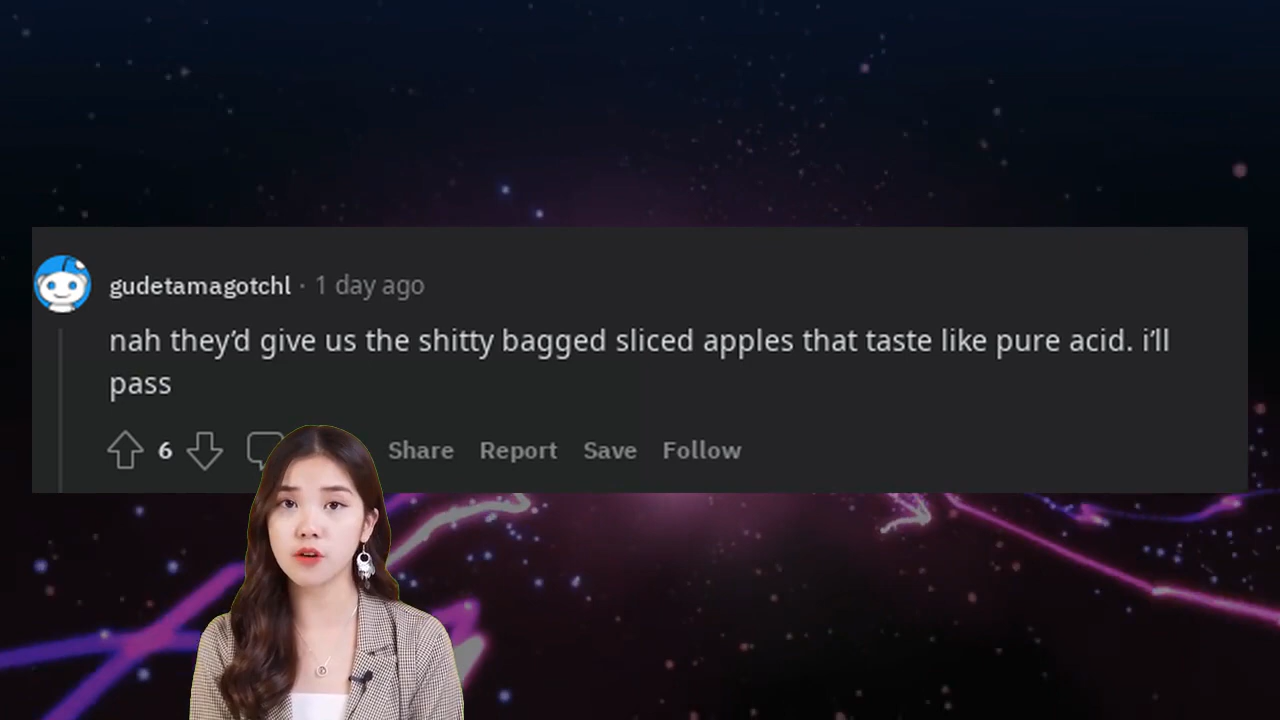 gudetamagotchl · 1 day ago
nah they’d give us the shitty bagged sliced apples that taste like pure acid. i’ll
pass
6 Share Report Save Follow